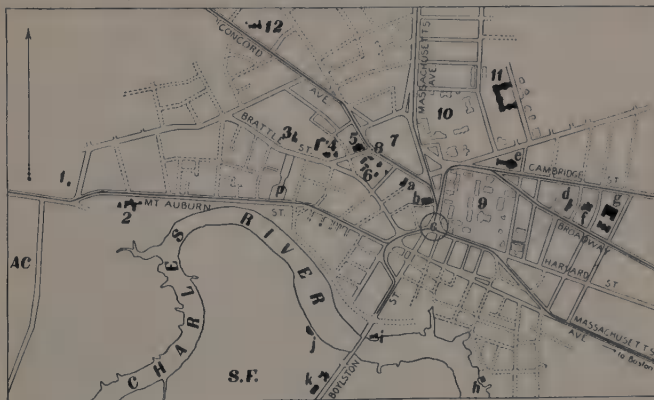 12
CONCORD
AVE
MASSACHUSETTS
AVE
11
10
BRATTLE
ST.
3
4
5
8
7
6
1.
2
a
b
e
CAMBRIDGE
ST
d
f
g
9
BROADWAY
HARVARD
ST
MT AUBURN
ST.
6
AC
CHARLES
RIVER
S.F.
ST
BOYLSTON
j
i
k
MASSACHUSETTS
AVE
to Boston